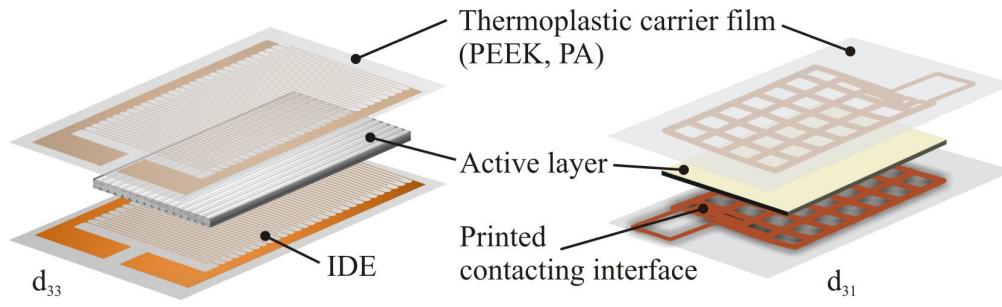 Thermoplastic carrier film
(PEEK, PA)
Active layer
Printed
contacting interface
IDE
d₃₃
d₃₁